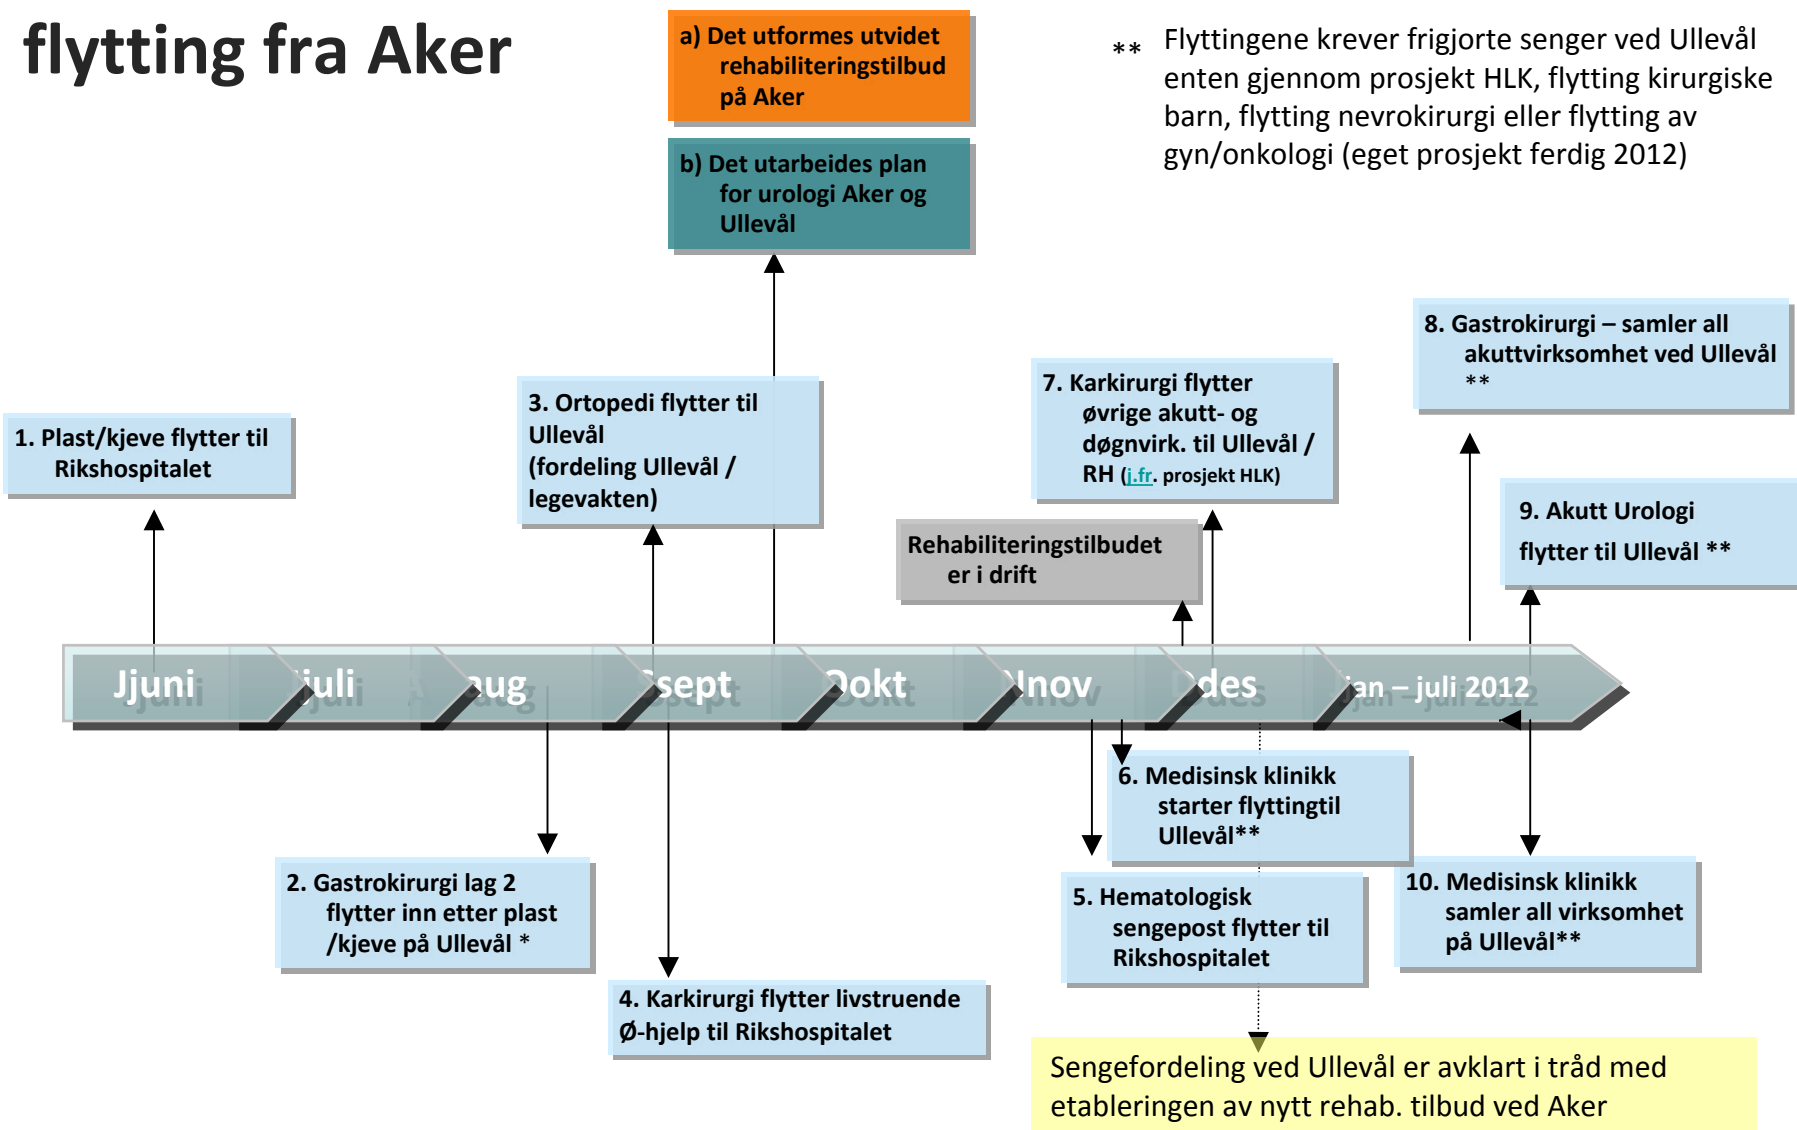 flytting fra Aker
a) Det utformes utvidet
rehabiliteringstilbud
på Aker
b) Det utarbeides plan
for urologi Aker og
Ullevål
** Flyttingene krever frigjorte senger ved Ullevål
enten gjennom prosjekt HLK, flytting kirurgiske
barn, flytting nevrokirurgi eller flytting av
gyn/onkologi (eget prosjekt ferdig 2012)
1. Plast/kjeve flytter til
Rikshospitalet
3. Ortopedi flytter til
Ullevål
(fordeling Ullevål /
legevakten)
7. Karkirurgi flytter
øvrige akutt- og
døgnvirk. til Ullevål /
RH (j.fr. prosjekt HLK)
8. Gastrokirurgi – samler all
akuttvirksomhet ved Ullevål
**
9. Akutt Urologi
flytter til Ullevål **
Rehabiliteringstilbudet
er i drift
Jjuni
Jjuli
Aaug
Ssept
Ookt
Nnov
Ddes
jan – juli 2012
6. Medisinsk klinikk
starter flyttingtil
Ullevål**
2. Gastrokirurgi lag 2
flytter inn etter plast
/kjeve på Ullevål *
5. Hematologisk
sengepost flytter til
Rikshospitalet
10. Medisinsk klinikk
samler all virksomhet
på Ullevål**
4. Karkirurgi flytter livstruende
Ø-hjelp til Rikshospitalet
Sengefordeling ved Ullevål er avklart i tråd med
etableringen av nytt rehab. tilbud ved Aker